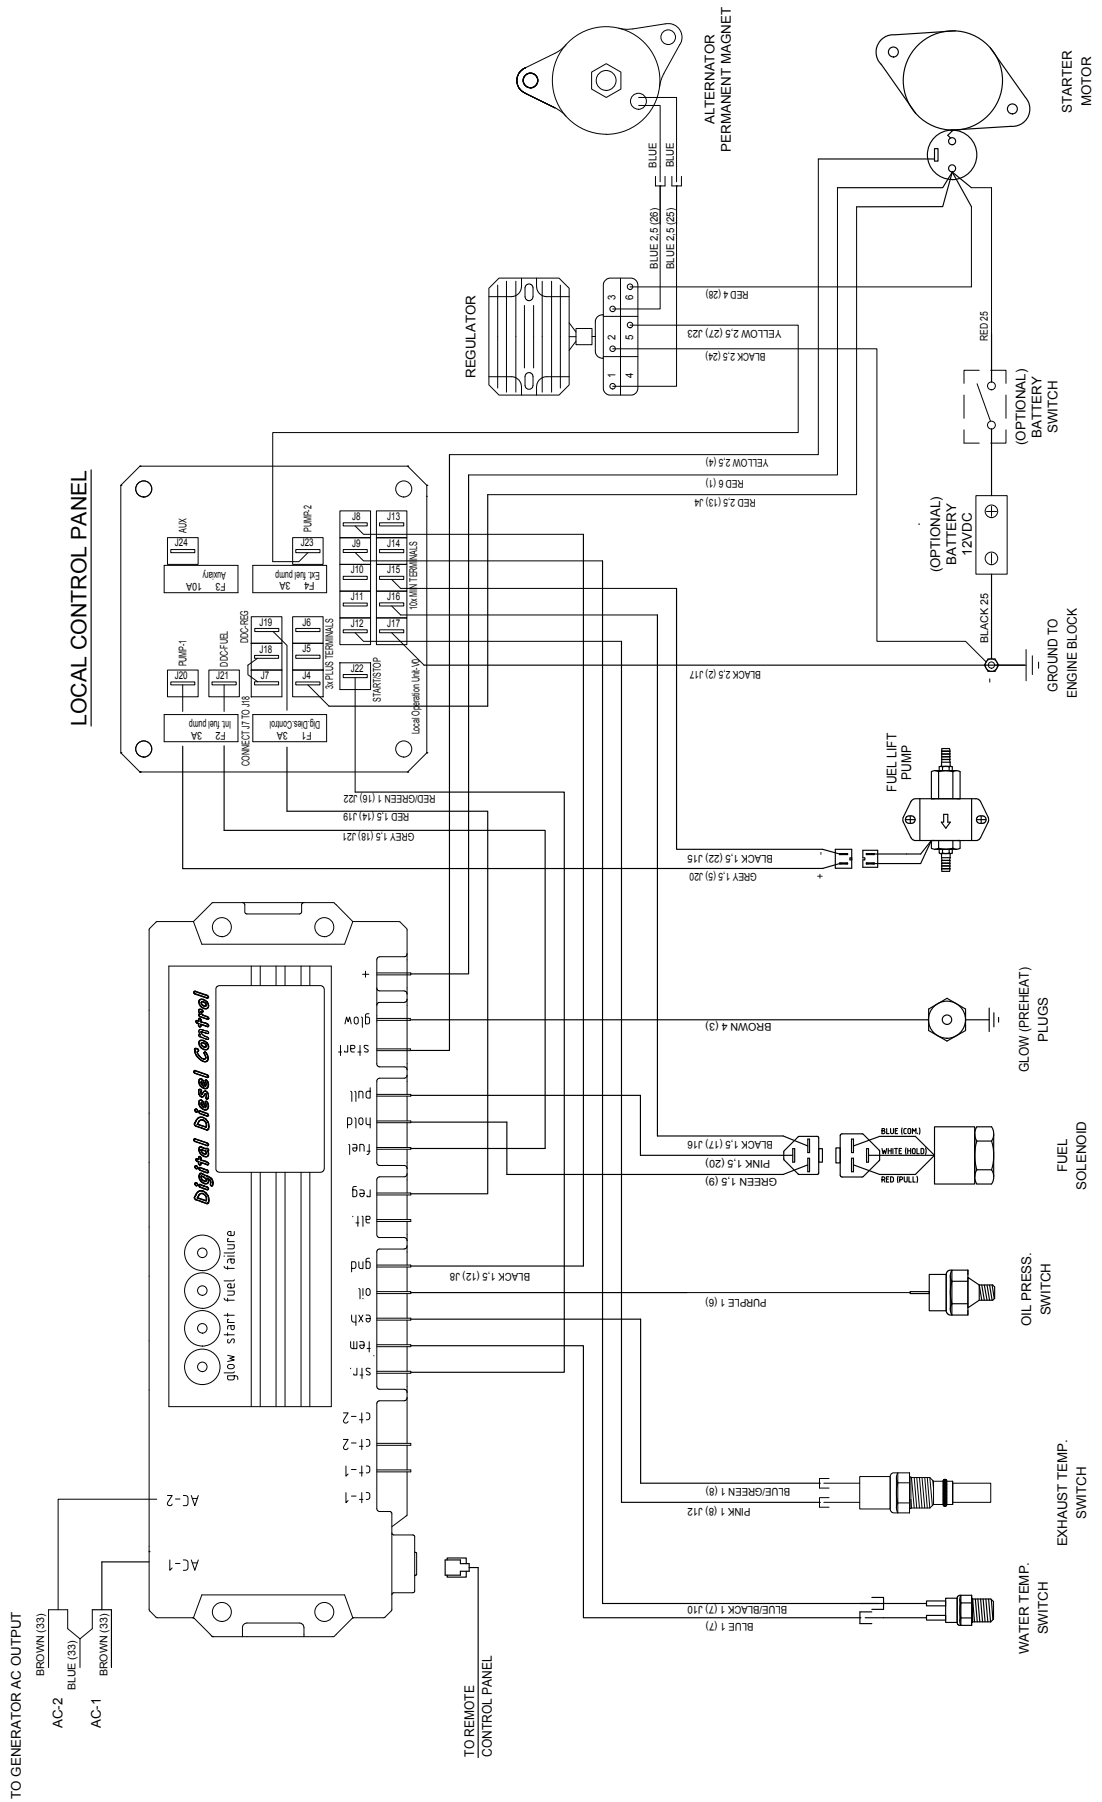 TO GENERATOR AC OUTPUT
BROWN (33)
AC-2
BLUE (33)
AC-1
BROWN (33)
AC-2
AC-1
TO REMOTE
CONTROL PANEL
Digital Diesel Control
glow start fuel failure
ct-1
ct-1
ct-2
ct-2
str.
tem
exh
oil
gnd
alt.
reg
fuel
hold
pull
start
glow
+
LOCAL CONTROL PANEL
J20
PUMP-1
J24
AUX
F2 3A
Int. fuel pump
J21
DDC-FUEL
F3 10A
Auxiliary
CONNECT J7 TO J18
J7
J18
J19
DDC-REG
F1 3A
Dig.Dies.Control
J4
J5
J6
3x PLUS TERMINALS
F4 3A
Ext. fuel pump
J23
PUMP-2
J22
START/STOP
J12
J11
J10
J9
J8
J17
J16
J15
J14
J13
10x MIN TERMINALS
Local Operation Unit-V0
RED/GREEN 1 (16) J22
RED 1,5 (14) J19
GREY 1,5 (18) J21
BLACK 1,5 (12) J8
REGULATOR
1
2
3
4
5
6
BLUE 2,5 (26)
BLUE 2,5 (25)
BLUE
BLUE
ALTERNATOR
PERMANENT MAGNET
RED 4 (28)
YELLOW 2,5 (27) J23
BLACK 2,5 (24)
YELLOW 2,5 (4)
RED 6 (1)
RED 2,5 (13) J4
BLACK 2,5 (2) J17
BLACK 1,5 (22) J15
GREY 1,5 (5) J20
-
+
BROWN 4 (3)
BLACK 1,5 (17) J16
PINK 1,5 (20)
GREEN 1,5 (9)
BLUE (COM.)
WHITE (HOLD)
RED (PULL)
PURPLE 1 (6)
BLUE/GREEN 1 (8)
PINK 1 (8) J12
BLUE/BLACK 1 (7) J10
BLUE 1 (7)
WATER TEMP.
SWITCH
EXHAUST TEMP.
SWITCH
OIL PRESS.
SWITCH
FUEL
SOLENOID
GLOW (PREHEAT)
PLUGS
FUEL LIFT
PUMP
GROUND TO
ENGINE BLOCK
-
BLACK 25
(OPTIONAL)
BATTERY
12VDC
(OPTIONAL)
BATTERY
SWITCH
RED 25
STARTER
MOTOR